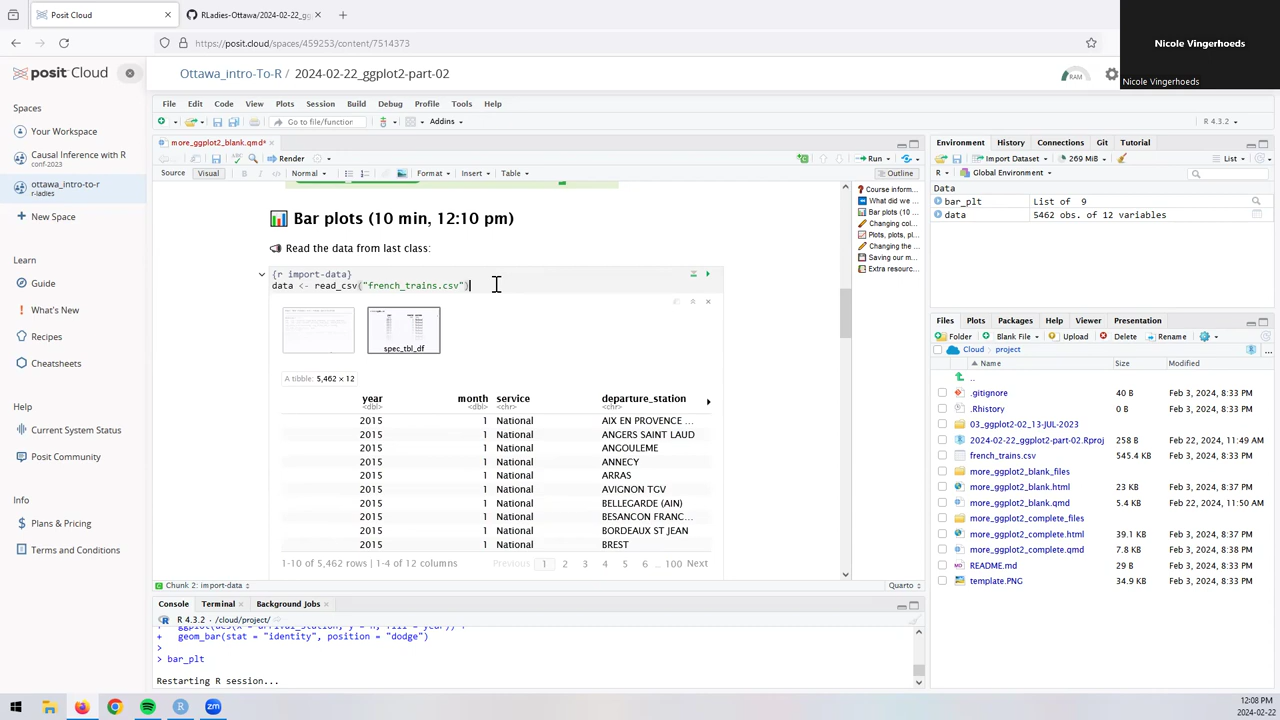 Posit Cloud
RLadies-Ottawa/2024-02-22_gg
https://posit.cloud/spaces/459253/content/7514373
Nicole Vingerhoeds
Nicole Vingerhoeds
posit Cloud
Ottawa_intro-To-R / 2024-02-22_ggplot2-part-02
RAM
Spaces
Your Workspace
Causal Inference with R
conf-2023
ottawa_intro-to-r
r-ladies
New Space
Learn
Guide
What's New
Recipes
Cheatsheets
Help
Current System Status
Posit Community
Info
Plans & Pricing
Terms and Conditions
File Edit Code View Plots Session Build Debug Profile Tools Help
Go to file/function
Addins
R 4.3.2
more_ggplot2_blank.qmd*
Render
Run
Source Visual
B I
Normal
Format
Insert
Table
Outline
Bar plots (10 min, 12:10 pm)
Read the data from last class:
{r import-data}
data <- read_csv("french_trains.csv")
spec_tbl_df
A tibble: 5,462 × 12
year month service departure_station
<dbl> <dbl> <chr> <chr>
2015 1 National AIX EN PROVENCE ...
2015 1 National ANGERS SAINT LAUD
2015 1 National ANGOULEME
2015 1 National ANNECY
2015 1 National ARRAS
2015 1 National AVIGNON TGV
2015 1 National BELLEGARDE (AIN)
2015 1 National BESANCON FRANC...
2015 1 National BORDEAUX ST JEAN
2015 1 National BREST
1-10 of 5,462 rows | 1-4 of 12 columns
Previous 1 2 3 4 5 6 ... 100 Next
Course inform...
What did we ...
Bar plots (10 ...
Changing col...
Plots, plots, pl...
Changing the ...
Saving our m...
Extra resourc...
Chunk 2: import-data
Quarto
Console Terminal Background Jobs
R 4.3.2 · /cloud/project/
+ geom_bar(stat = "identity", position = "dodge")
>
> bar_plt
Restarting R session...
Environment History Connections Git Tutorial
Import Dataset
269 MiB
List
R
Global Environment
Data
bar_plt List of 9
data 5462 obs. of 12 variables
Files Plots Packages Help Viewer Presentation
Folder Blank File Upload Delete Rename
Cloud project
Name Size Modified
..
.gitignore 40 B Feb 3, 2024, 8:33 PM
.Rhistory 0 B Feb 3, 2024, 8:33 PM
03_ggplot2-02_13-JUL-2023
2024-02-22_ggplot2-part-02.Rproj 258 B Feb 22, 2024, 11:49 AM
french_trains.csv 545.4 KB Feb 3, 2024, 8:33 PM
more_ggplot2_blank_files
more_ggplot2_blank.html 23 KB Feb 3, 2024, 8:37 PM
more_ggplot2_blank.qmd 5.4 KB Feb 22, 2024, 11:50 AM
more_ggplot2_complete_files
more_ggplot2_complete.html 39.1 KB Feb 3, 2024, 8:33 PM
more_ggplot2_complete.qmd 7.8 KB Feb 3, 2024, 8:33 PM
README.md 29 B Feb 3, 2024, 8:33 PM
template.PNG 34.9 KB Feb 3, 2024, 8:33 PM
zm
12:08 PM
2024-02-22